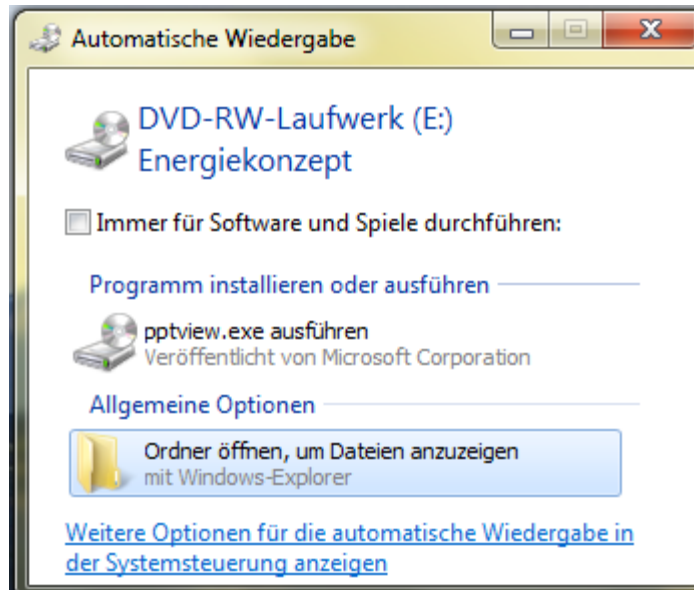 Automatische Wiedergabe
DVD-RW-Laufwerk (E:)
Energiekonzept
Immer für Software und Spiele durchführen:
Programm installieren oder ausführen
pptview.exe ausführen
Veröffentlicht von Microsoft Corporation
Allgemeine Optionen
Ordner öffnen, um Dateien anzuzeigen
mit Windows-Explorer
Weitere Optionen für die automatische Wiedergabe in
der Systemsteuerung anzeigen